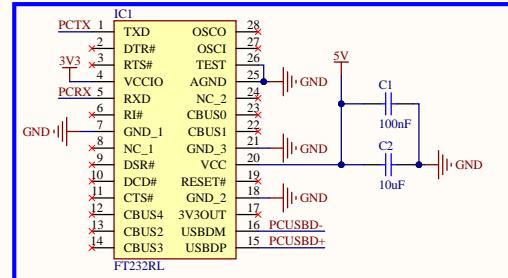 IC1
PCTX 1 TXD OSCO 28
2 DTR# OSCI 27
3V3 3 RTS# TEST 26
4 VCCIO AGND 25 GND
PCRX 5 RXD NC_2 24
6 RI# CBUS0 23
GND 7 GND_1 CBUS1 22
8 NC_1 GND_3 21 GND
9 DSR# VCC 20
10 DCD# RESET# 19
11 CTS# GND_2 18 GND
12 CBUS4 3V3OUT 17
13 CBUS2 USBDM 16 PCUSBD-
14 CBUS3 USBDP 15 PCUSBD+
FT232RL
5V
C1
100nF
C2
10uF
GND